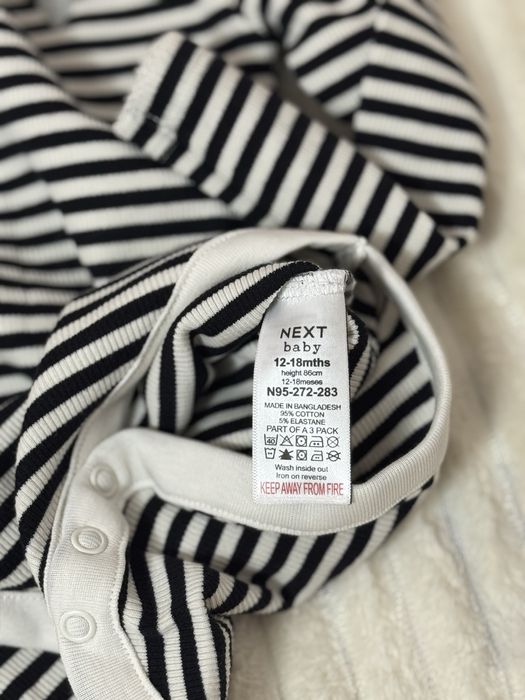 NEXT
baby
12-18mths
height 86cm
12-18meses
N95-272-283
MADE IN BANGLADESH
95% COTTON
5% ELASTANE
PART OF A 3 PACK
40
Wash inside out
Iron on reverse
KEEP AWAY FROM FIRE